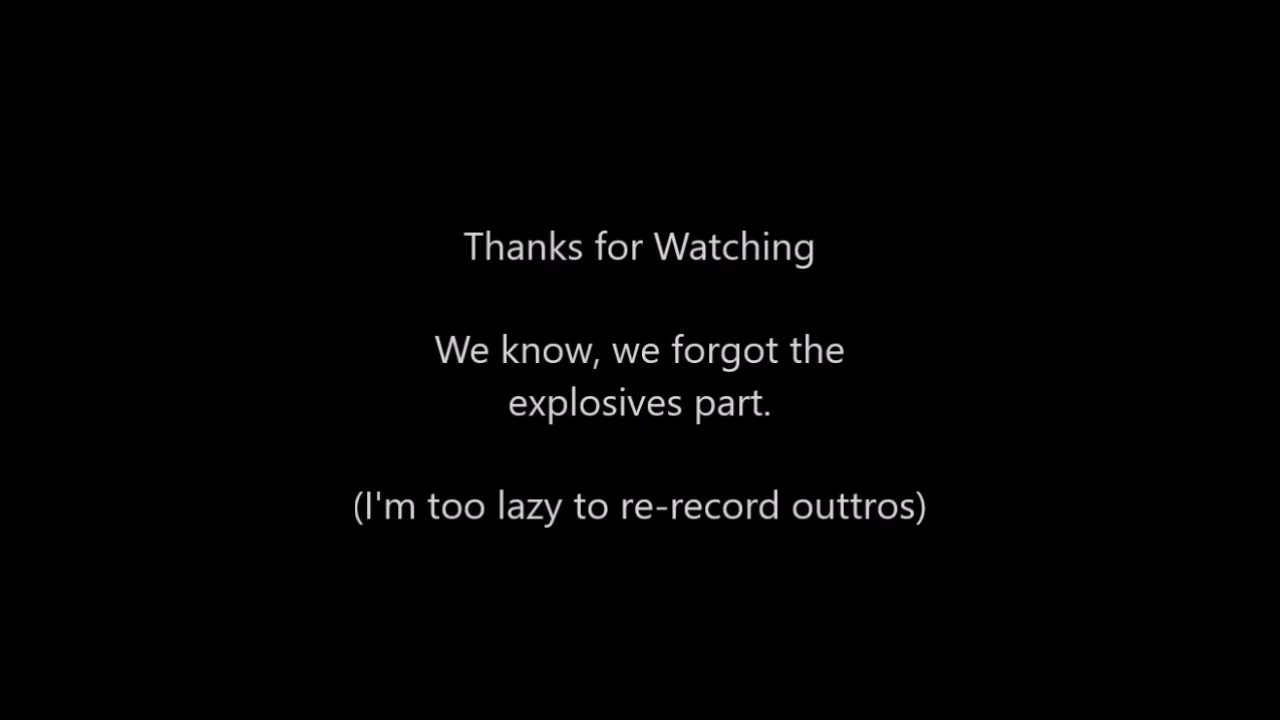 Thanks for Watching
We know, we forgot the
explosives part.
(I'm too lazy to re-record outtros)